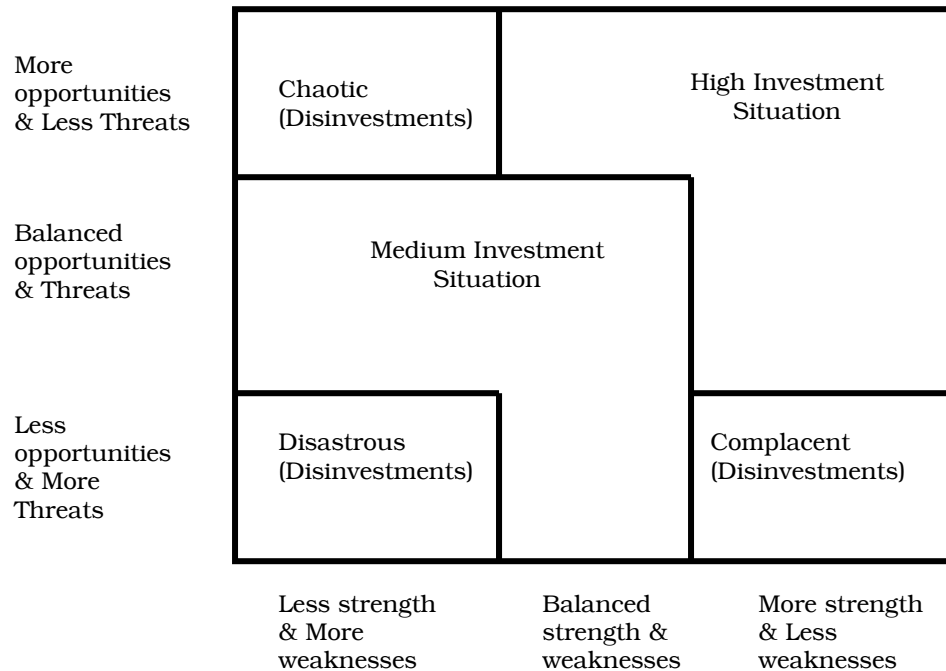 More
opportunities
& Less Threats
Chaotic
(Disinvestments)
High Investment
Situation
Balanced
opportunities
& Threats
Medium Investment
Situation
Less
opportunities
& More
Threats
Disastrous
(Disinvestments)
Complacent
(Disinvestments)
Less strength
& More
weaknesses
Balanced
strength &
weaknesses
More strength
& Less
weaknesses